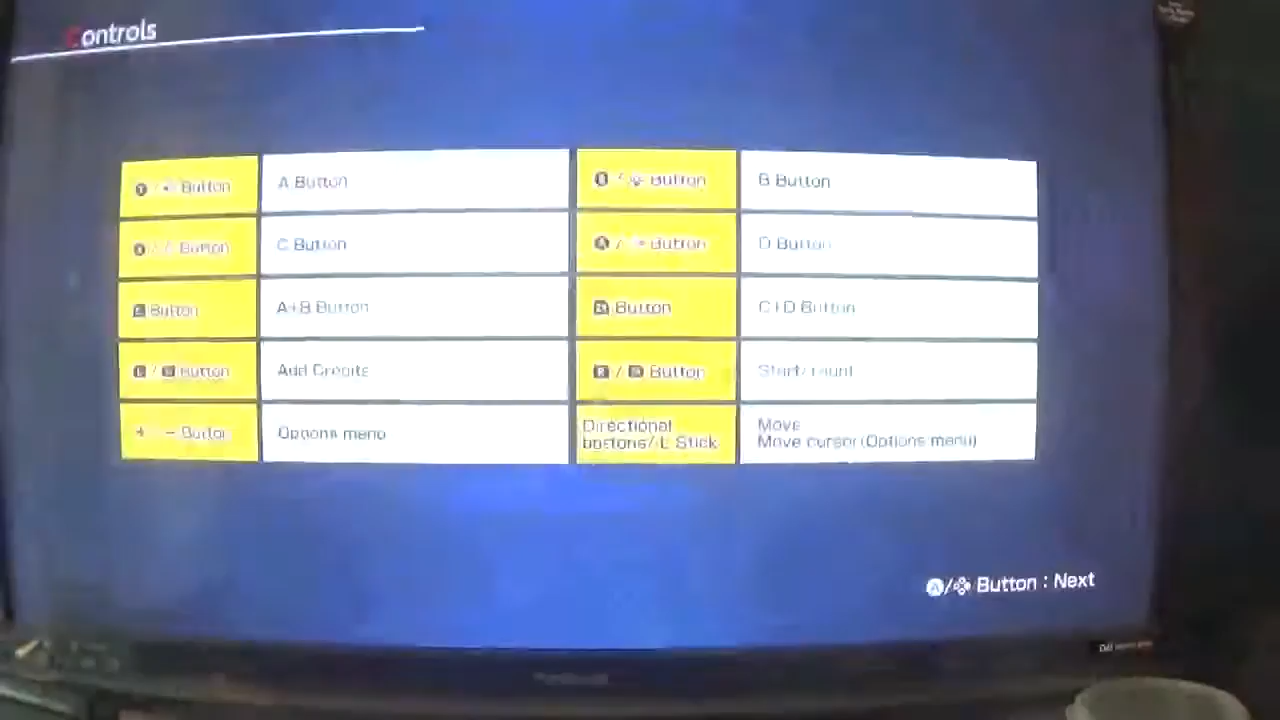 Controls
Y / Button
A Button
B / Button
B Button
X / Button
C Button
A / Button
D Button
Button
A+B Button
Button
C+D Button
L / Button
Add Credits
R / Button
Start/
+ / - Button
Options menu
Directional
buttons/ L Stick
Move
Move cursor(Options menu)
A/ Button : Next